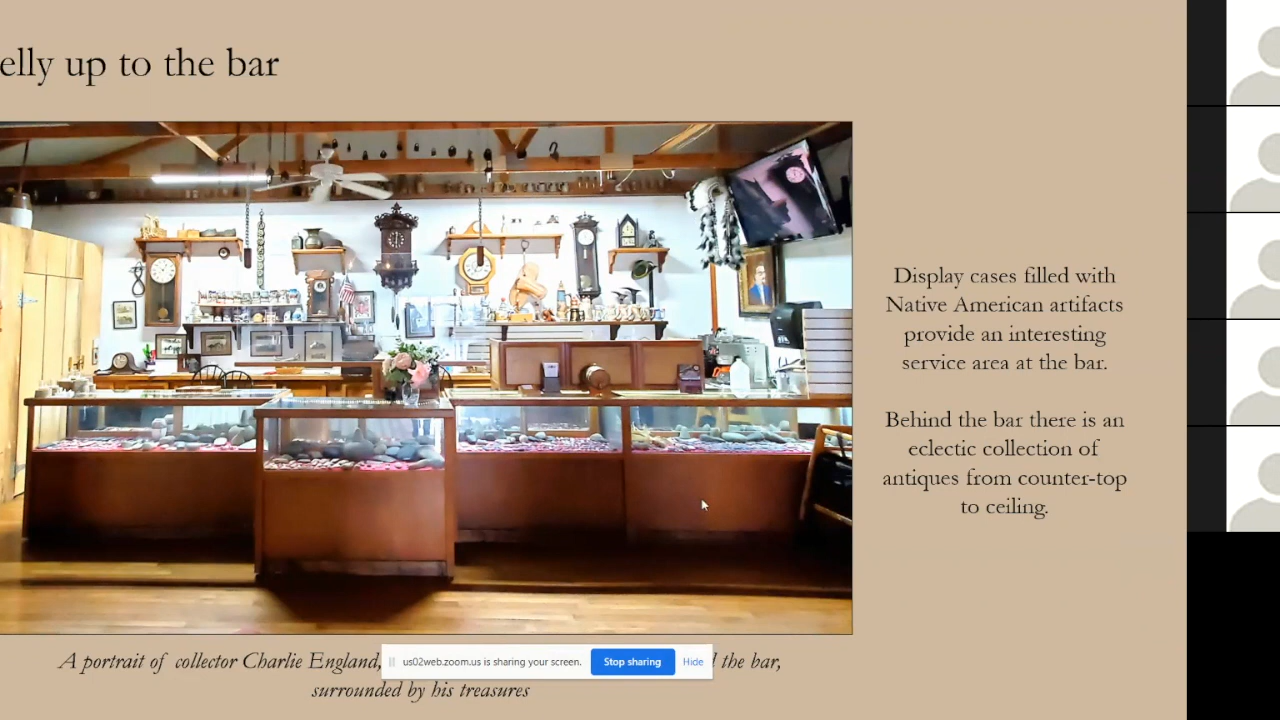 elly up to the bar
Display cases filled with
Native American artifacts
provide an interesting
service area at the bar.
Behind the bar there is an
eclectic collection of
antiques from counter-top
to ceiling.
A portrait of collector Charlie England,
the bar,
surrounded by his treasures
us02web.zoom.us is sharing your screen.
Stop sharing
Hide